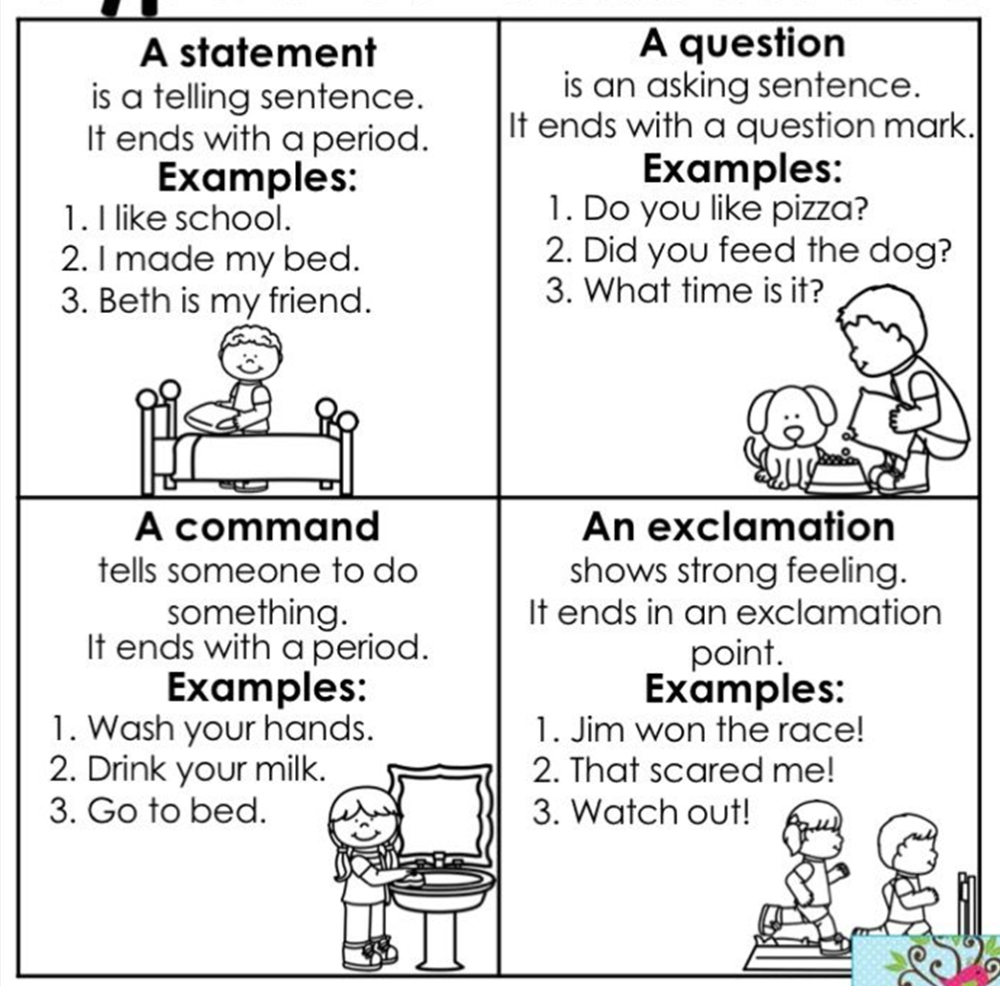 A statement
is a telling sentence.
It ends with a period.
Examples:
1. I like school.
2. I made my bed.
3. Beth is my friend.
A question
is an asking sentence.
It ends with a question mark.
Examples:
1. Do you like pizza?
2. Did you feed the dog?
3. What time is it?
A command
tells someone to do
something.
It ends with a period.
Examples:
1. Wash your hands.
2. Drink your milk.
3. Go to bed.
An exclamation
shows strong feeling.
It ends in an exclamation
point.
Examples:
1. Jim won the race!
2. That scared me!
3. Watch out!